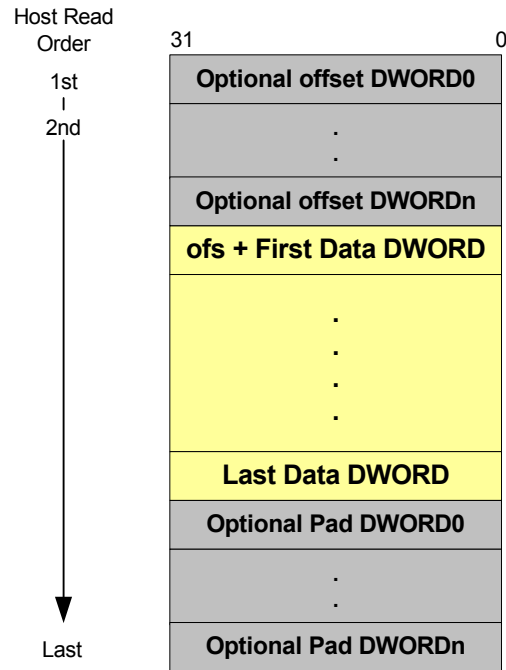 Host Read
Order
31 0
1st
2nd
Optional offset DWORD0
.
.
Optional offset DWORDn
ofs + First Data DWORD
.
.
.
.
Last Data DWORD
Optional Pad DWORD0
.
.
Last
Optional Pad DWORDn